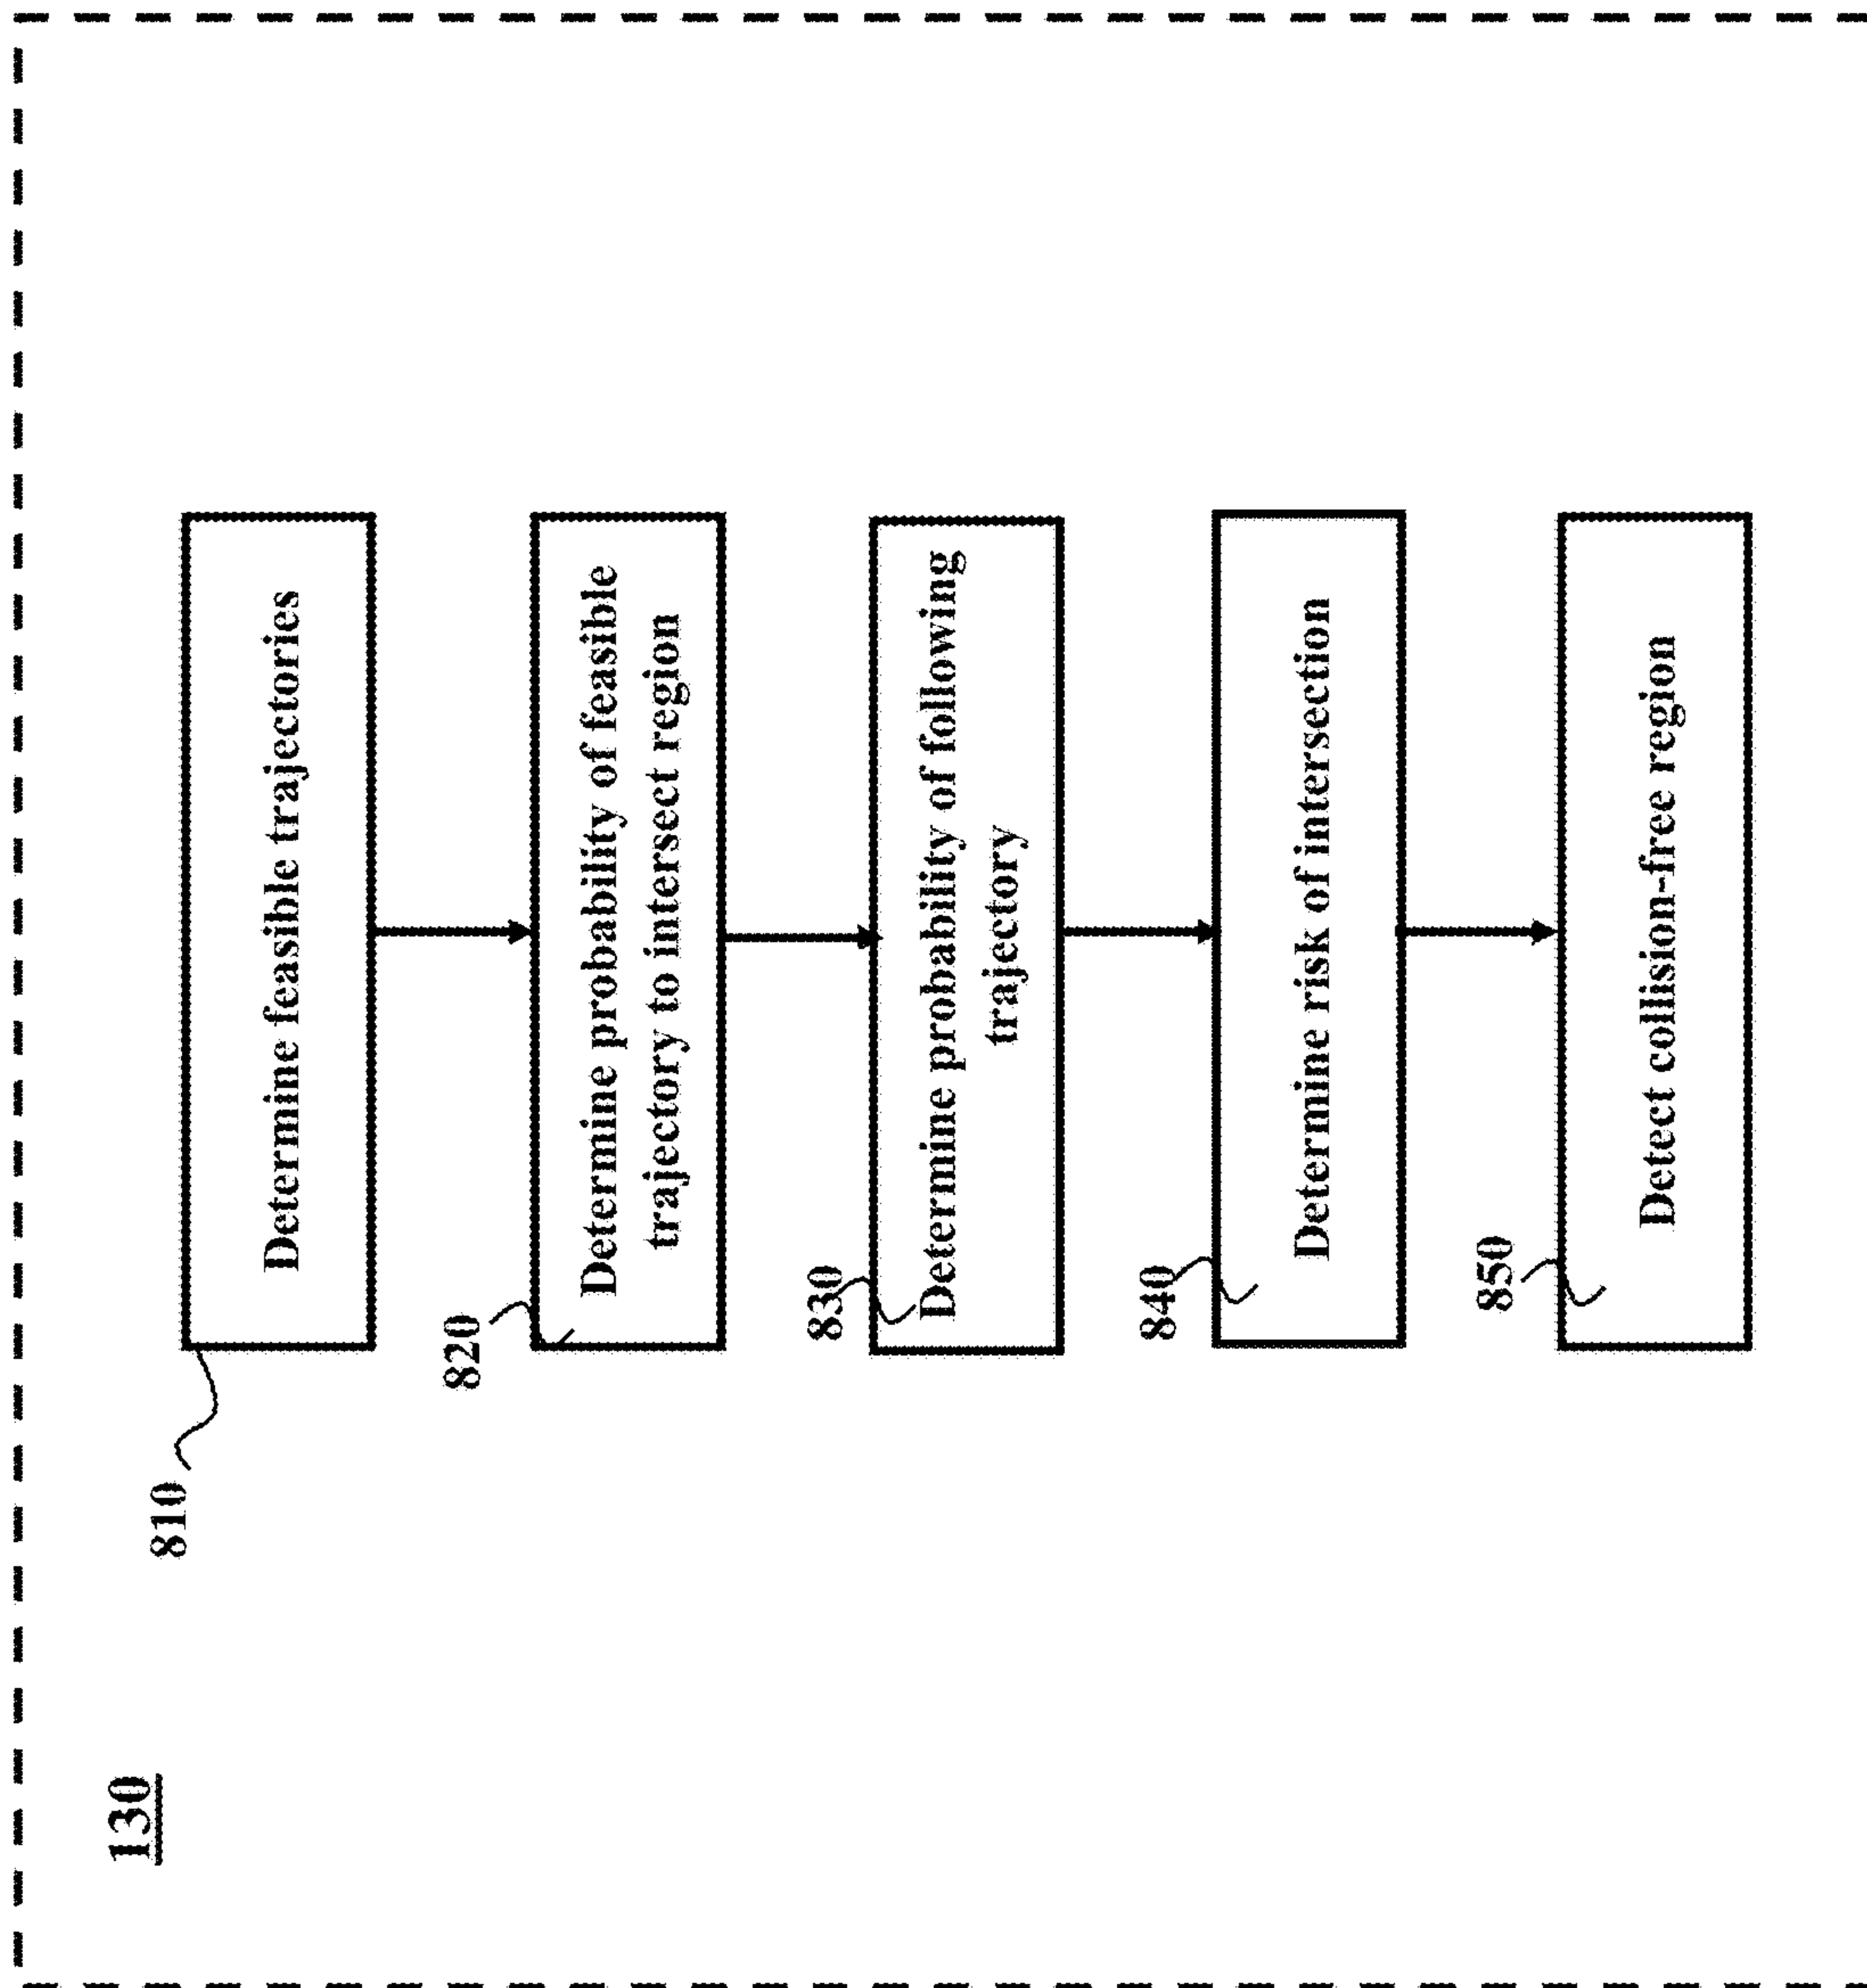 130
810
Determine feasible trajectories
820
Determine probability of feasible
trajectory to intersect region
830
Determine probability of following
trajectory
840
Determine risk of intersection
850
Detect collision-free region